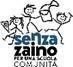 senza
zaino
PER UNA SCUOLA
COMUNITÀ